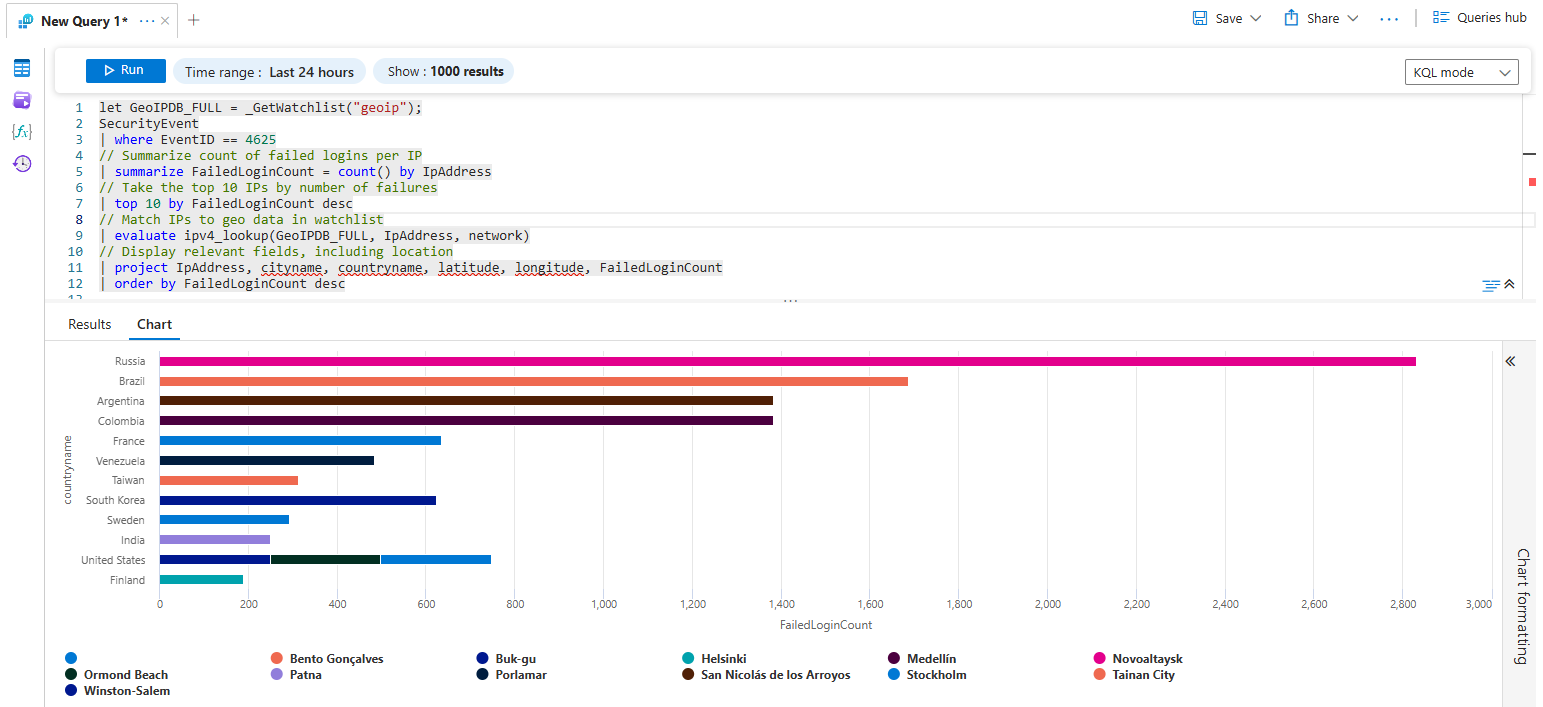 New Query 1* ··· × +
Save Share ··· Queries hub
Run Time range : Last 24 hours Show : 1000 results KQL mode
1 let GeoIPDB_FULL = _GetWatchlist("geoip");
2 SecurityEvent
3 | where EventID == 4625
4 // Summarize count of failed logins per IP
5 | summarize FailedLoginCount = count() by IpAddress
6 // Take the top 10 IPs by number of failures
7 | top 10 by FailedLoginCount desc
8 // Match IPs to geo data in watchlist
9 | evaluate ipv4_lookup(GeoIPDB_FULL, IpAddress, network)
10 // Display relevant fields, including location
11 | project IpAddress, cityname, countryname, latitude, longitude, FailedLoginCount
12 | order by FailedLoginCount desc
Results Chart
countryname
Russia
Brazil
Argentina
Colombia
France
Venezuela
Taiwan
South Korea
Sweden
India
United States
Finland
0 200 400 600 800 1,000 1,200 1,400 1,600 1,800 2,000 2,200 2,400 2,600 2,800 3,000
FailedLoginCount
Chart formatting
Bento Gonçalves Buk-gu Helsinki Medellín Novoaltaysk
Ormond Beach Patna Porlamar San Nicolás de los Arroyos Stockholm Tainan City
Winston-Salem